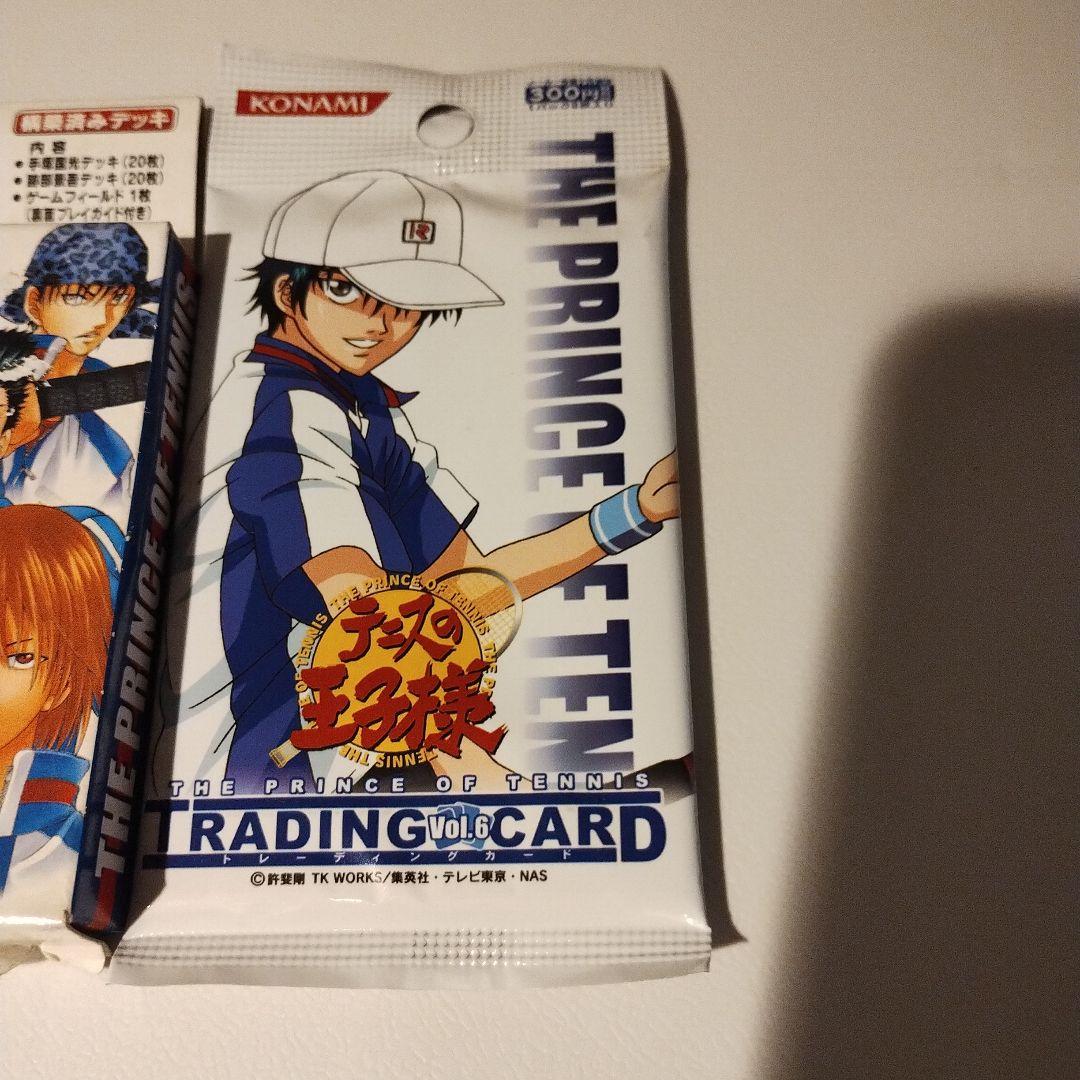 構築済みデッキ
内容
●手塚国光デッキ(20枚)
●跡部景吾デッキ(20枚)
●ゲームフィールド 1枚
(裏面プレイガイド付き)
THE PRINCE OF TENNIS
KONAMI
300円
R
THE PRINCE OF TEN
THE PRINCE OF TENNIS
テニスの
王子様
THE PRINCE OF TENNIS
TRADING Vol.6 CARD
トレーディングカード
©許斐剛 TK WORKS/集英社・テレビ東京・NAS